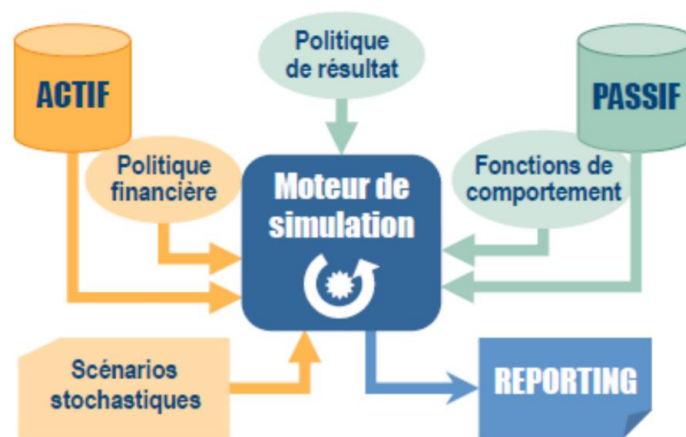 Politique
de résultat
ACTIF
PASSIF
Politique
financière
Moteur de
simulation
Fonctions de
comportement
Scénarios
stochastiques
REPORTING